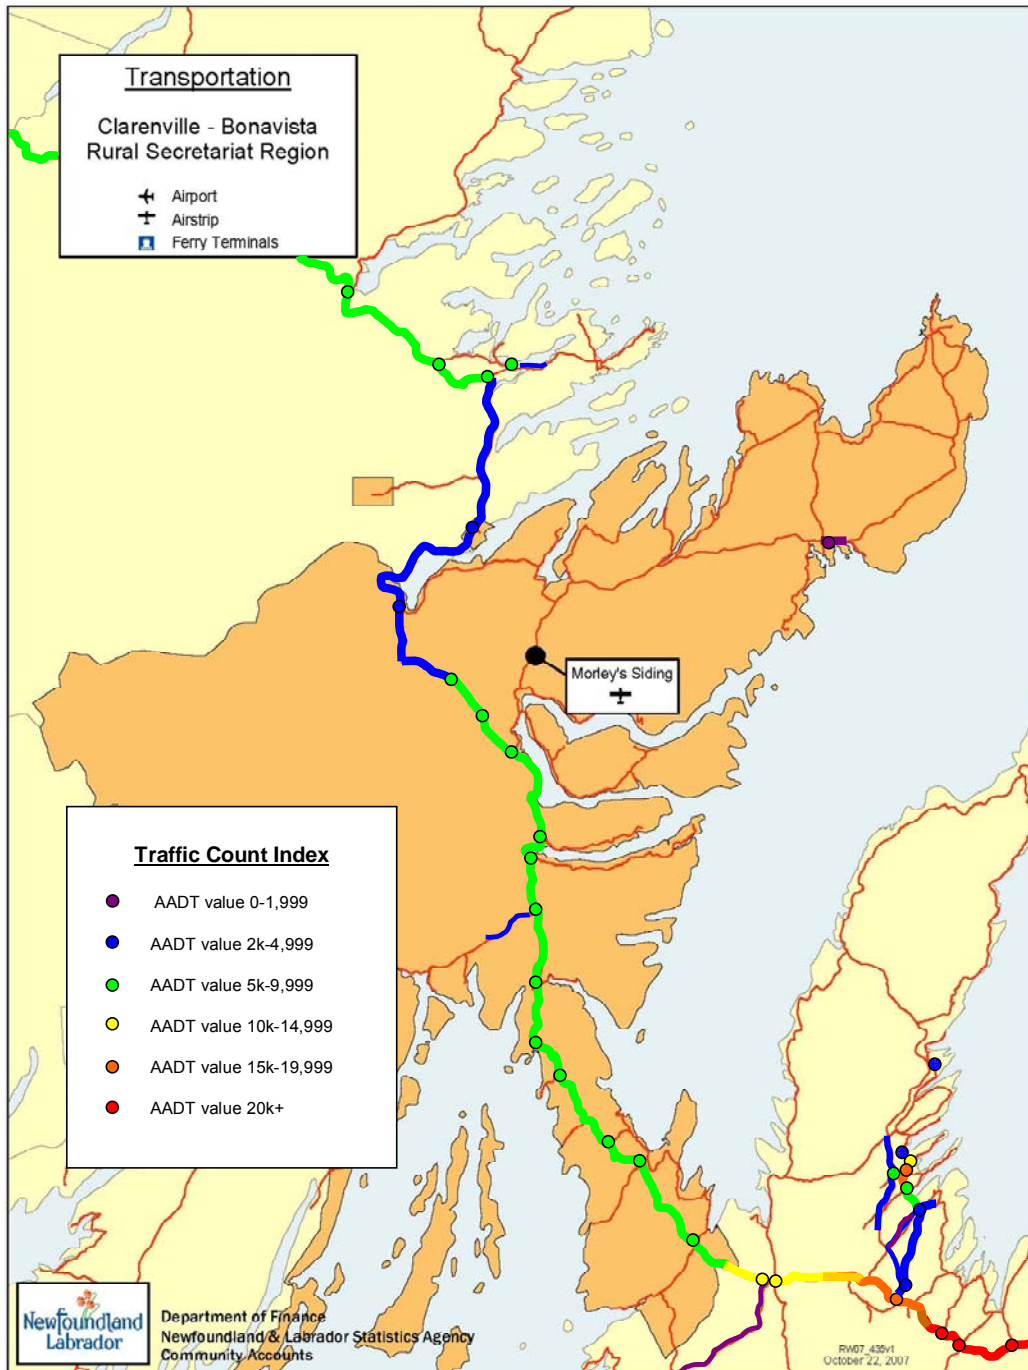 Transportation
Clarenville - Bonavista
Rural Secretariat Region
Airport
Airstrip
Ferry Terminals
Morley's Siding
Traffic Count Index
AADT value 0-1,999
AADT value 2k-4,999
AADT value 5k-9,999
AADT value 10k-14,999
AADT value 15k-19,999
AADT value 20k+
Newfoundland
Labrador
Department of Finance
Newfoundland & Labrador Statistics Agency
Community Accounts
RW07_435v1
October 22, 2007